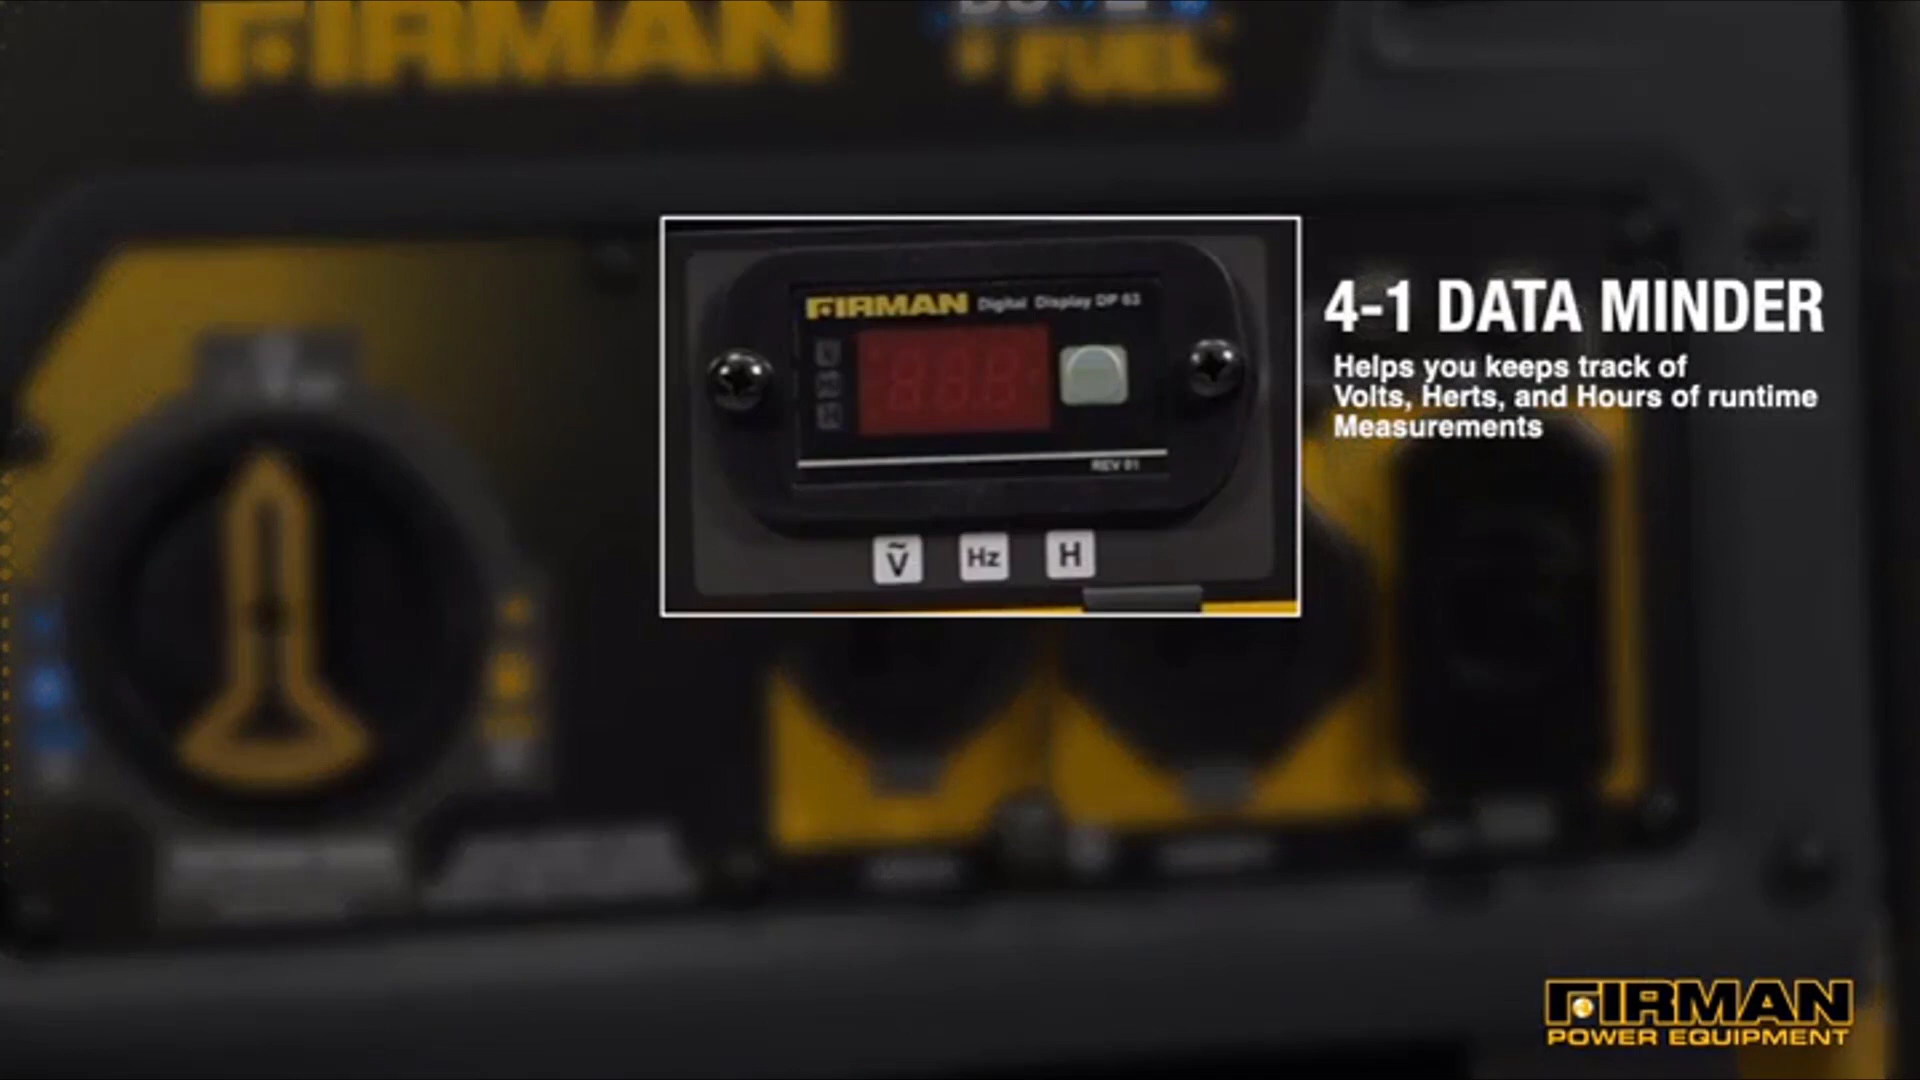 FIRMAN
FUEL
FIRMAN Digital Display DP 63
REV 01
V Hz H
4-1 DATA MINDER
Helps you keeps track of
Volts, Herts, and Hours of runtime
Measurements
FIRMAN
POWER EQUIPMENT